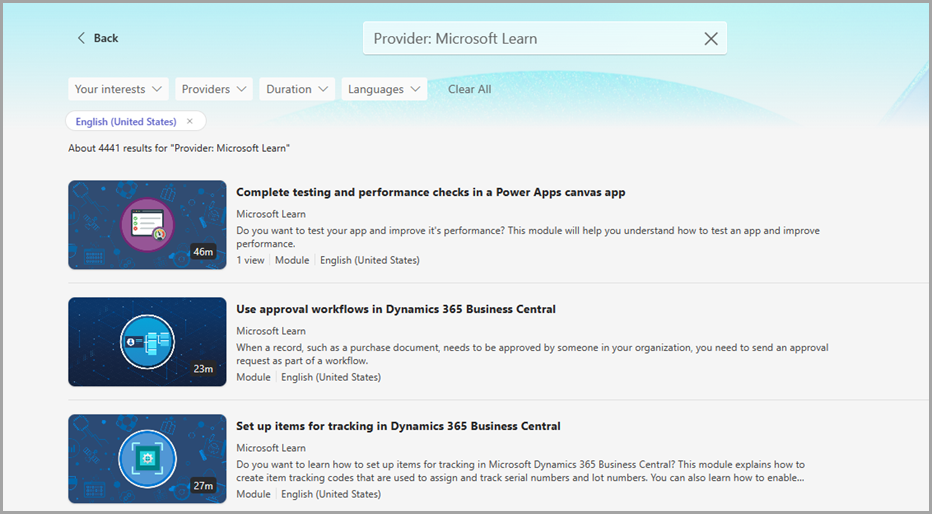 Back
Provider: Microsoft Learn
Your interests
Providers
Duration
Languages
Clear All
English (United States)
About 4441 results for "Provider: Microsoft Learn"
Complete testing and performance checks in a Power Apps canvas app
Microsoft Learn
Do you want to test your app and improve it's performance? This module will help you understand how to test an app and improve
performance.
46m
1 view
Module
English (United States)
Use approval workflows in Dynamics 365 Business Central
Microsoft Learn
When a record, such as a purchase document, needs to be approved by someone in your organization, you need to send an approval
request as part of a workflow.
23m
Module
English (United States)
Set up items for tracking in Dynamics 365 Business Central
Microsoft Learn
Do you want to learn how to set up items for tracking in Microsoft Dynamics 365 Business Central? This module explains how to
create item tracking codes that are used to assign and track serial numbers and lot numbers. You can also learn how to enable...
27m
Module
English (United States)